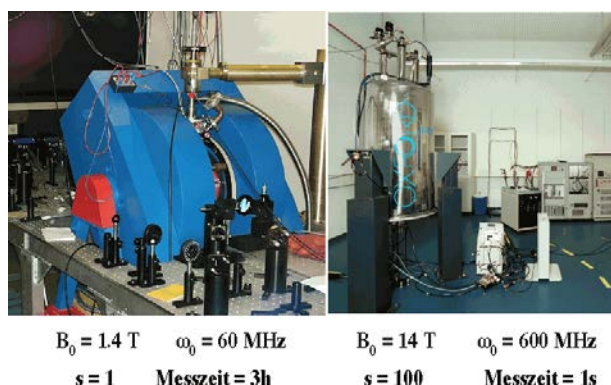 B₀ = 1.4 T ω₀ = 60 MHz
s = 1 Messzeit = 3h
B₀ = 14 T ω₀ = 600 MHz
s = 100 Messzeit = 1s